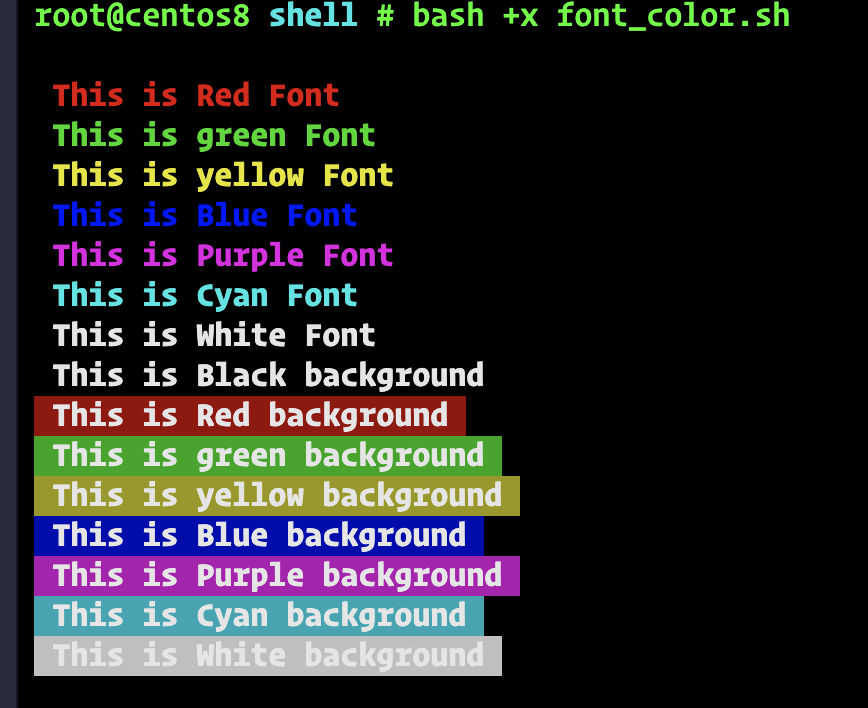 root@centos8 shell # bash +x font_color.sh
This is Red Font
This is green Font
This is yellow Font
This is Blue Font
This is Purple Font
This is Cyan Font
This is White Font
This is Black background
This is Red background
This is green background
This is yellow background
This is Blue background
This is Purple background
This is Cyan background
This is White background